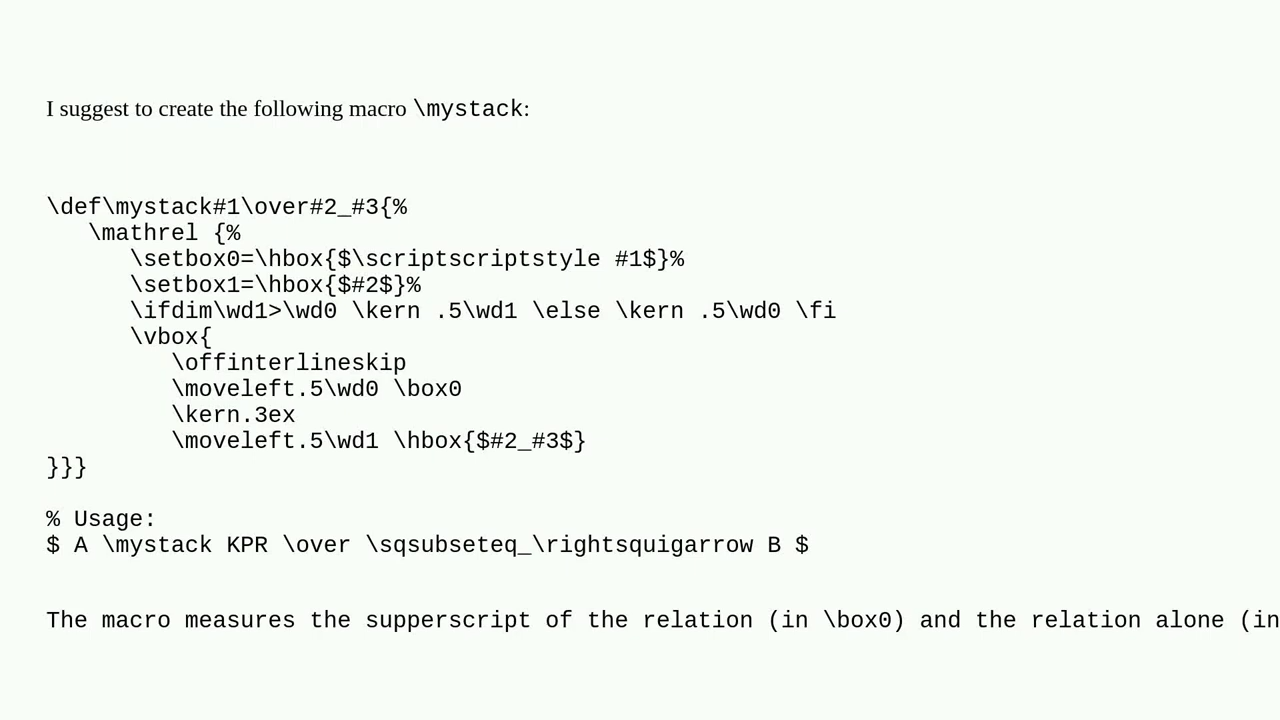 I suggest to create the following macro \mystack:
\def\mystack#1\over#2_#3{%
   \mathrel {%
      \setbox0=\hbox{$\scriptscriptstyle #1$}%
      \setbox1=\hbox{$#2$}%
      \ifdim\wd1>\wd0 \kern .5\wd1 \else \kern .5\wd0 \fi
      \vbox{
         \offinterlineskip
         \moveleft.5\wd0 \box0
         \kern.3ex
         \moveleft.5\wd1 \hbox{$#2_#3$}
}}}
% Usage:
$ A \mystack KPR \over \sqsubseteq_\rightsquigarrow B $
The macro measures the supperscript of the relation (in \box0) and the relation alone (in